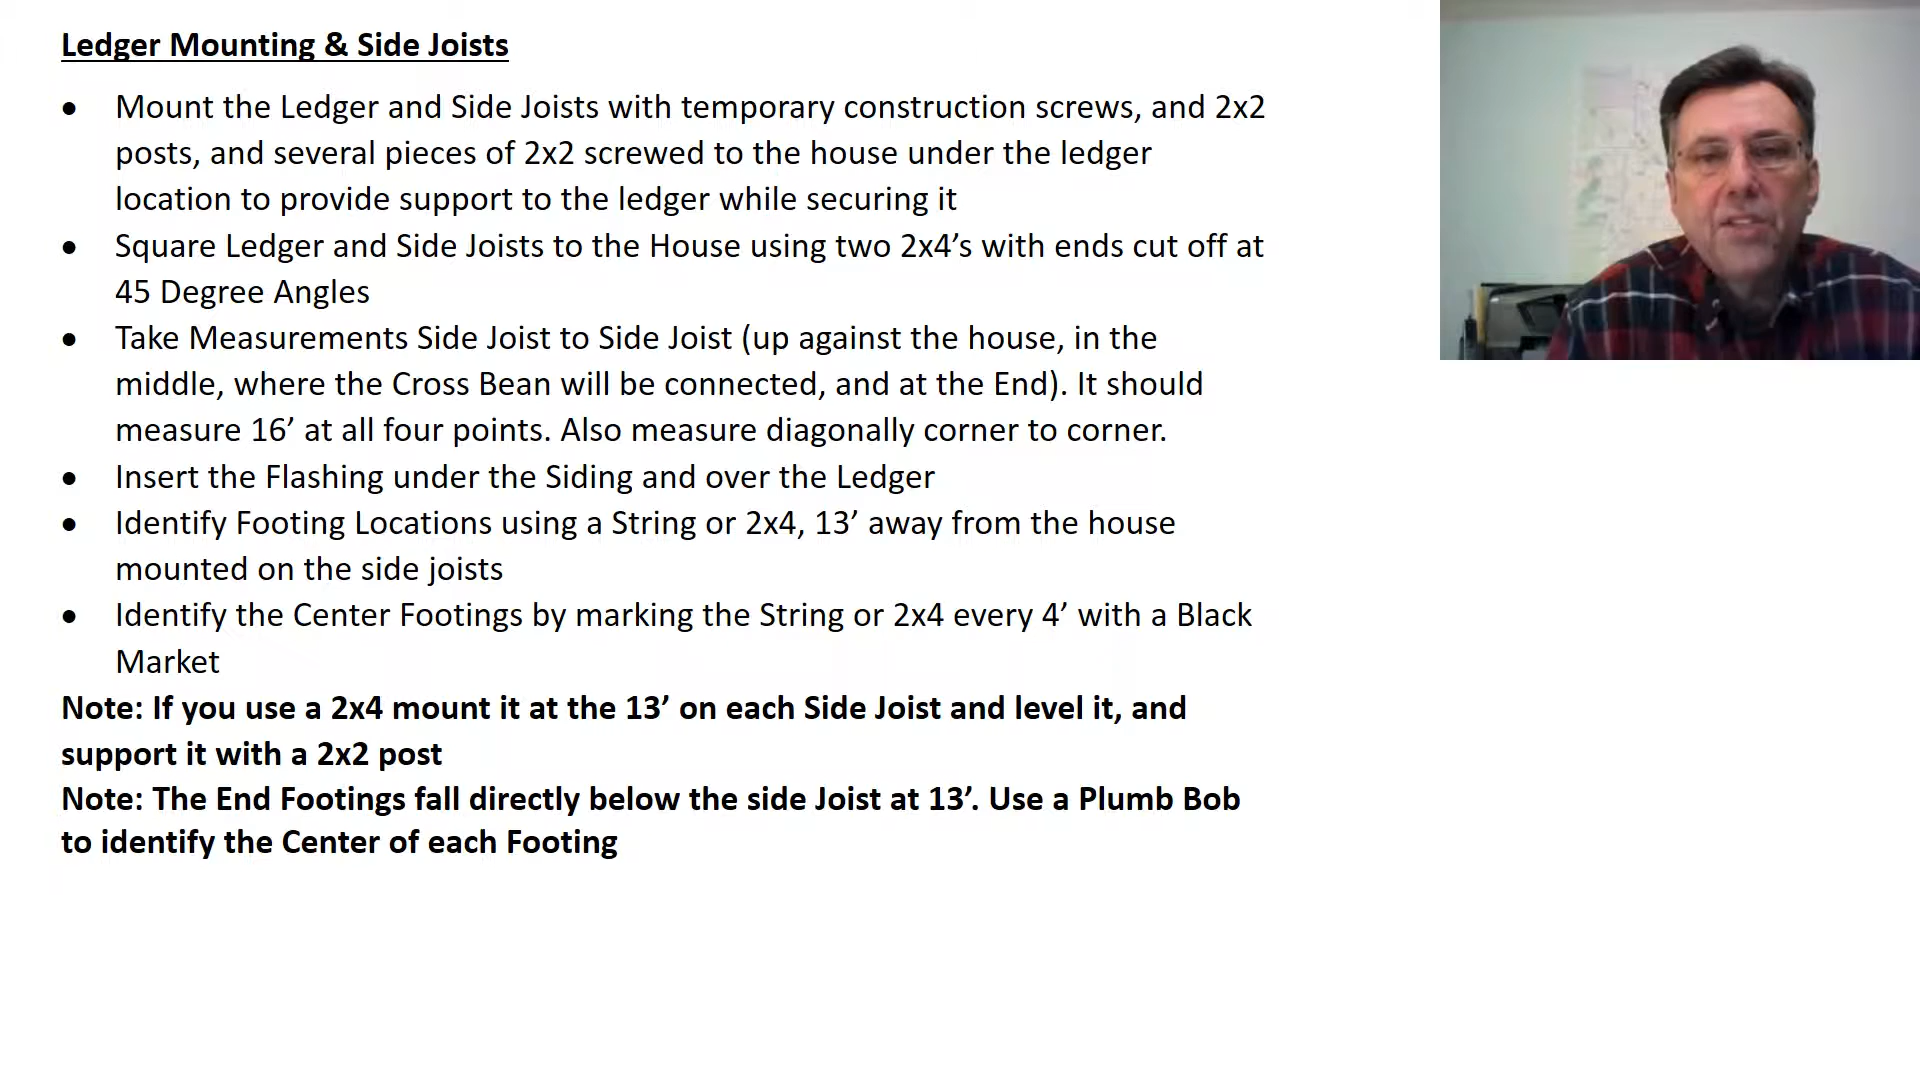 Ledger Mounting & Side Joists
● Mount the Ledger and Side Joists with temporary construction screws, and 2x2
posts, and several pieces of 2x2 screwed to the house under the ledger
location to provide support to the ledger while securing it
● Square Ledger and Side Joists to the House using two 2x4’s with ends cut off at
45 Degree Angles
● Take Measurements Side Joist to Side Joist (up against the house, in the
middle, where the Cross Bean will be connected, and at the End). It should
measure 16’ at all four points. Also measure diagonally corner to corner.
● Insert the Flashing under the Siding and over the Ledger
● Identify Footing Locations using a String or 2x4, 13’ away from the house
mounted on the side joists
● Identify the Center Footings by marking the String or 2x4 every 4’ with a Black
Market
Note: If you use a 2x4 mount it at the 13’ on each Side Joist and level it, and
support it with a 2x2 post
Note: The End Footings fall directly below the side Joist at 13’. Use a Plumb Bob
to identify the Center of each Footing